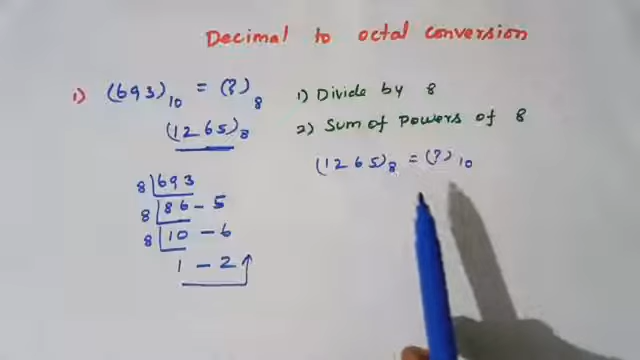 Decimal to octal conversion
1) (693)10 = (?)8
(1265)8
8 693
8 86 - 5
8 10 - 6
1 - 2
1) Divide by 8
2) Sum of Powers of 8
(1265)8 = (?)10